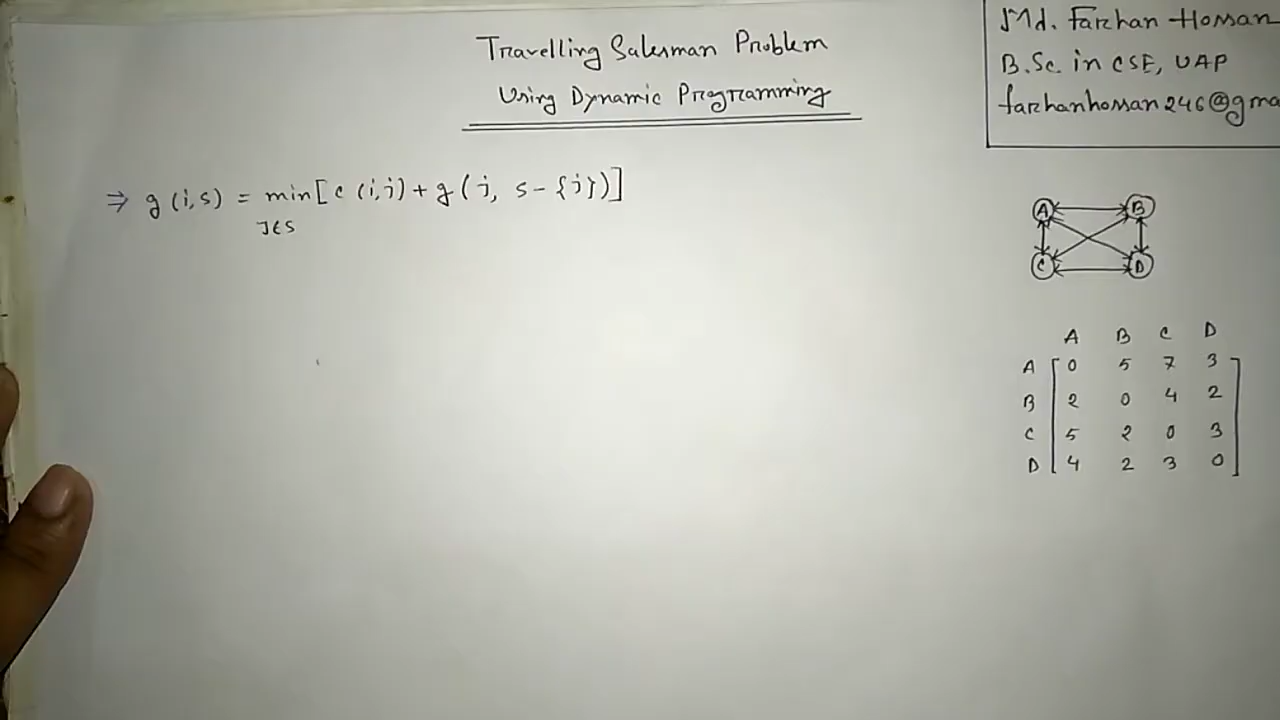 Travelling Salesman Problem
Using Dynamic Programming
Md. Farhan Hossan
B.Sc. in CSE, UAP
farhanhossan246@gma
⇒ g(i,s) = min[c(i,j) + g(j, s-{j})]
J∈S
A B
C D
A B C D
A 0 5 7 3
B 2 0 4 2
C 5 2 0 3
D 4 2 3 0